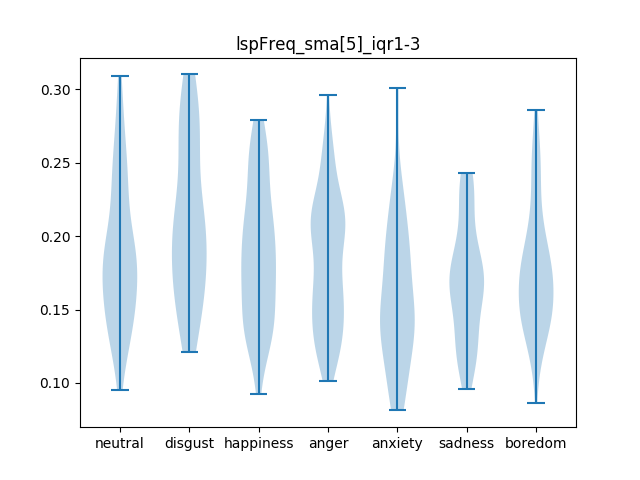 lspFreq_sma[5]_iqr1-3
0.30
0.25
0.20
0.15
0.10
neutral disgust happiness anger anxiety sadness boredom